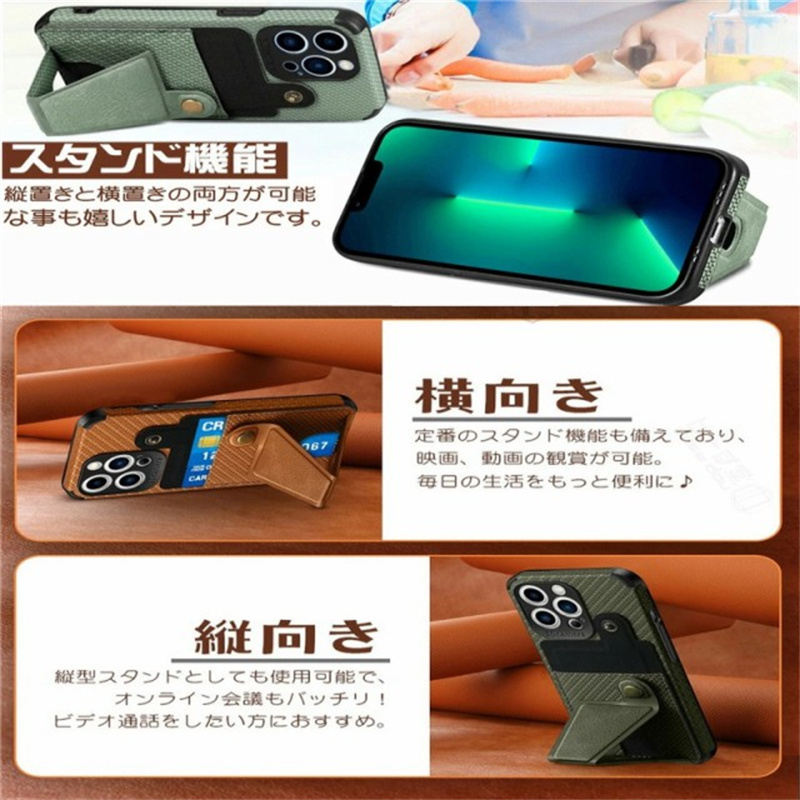 スタンド機能
縦置きと横置きの両方が可能
な事も嬉しいデザインです。
横向き
定番のスタンド機能も備えており、
映画、動画の観賞が可能。
毎日の生活をもっと便利に♪
縦向き
縦型スタンドとしても使用可能で、
オンライン会議もバッチリ！
ビデオ通話をしたい方におすすめ。